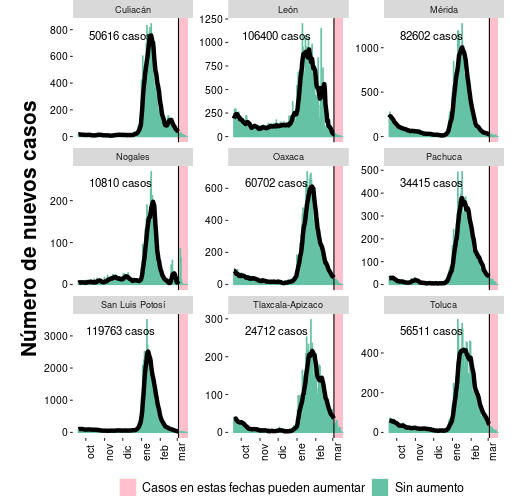 Número de nuevos casos
Culiacán León Mérida
50616 casos 106400 casos 82602 casos
800 600 400 200 0
1250 1000 750 500 250 0
1000 500 0
Nogales Oaxaca Pachuca
10810 casos 60702 casos 34415 casos
200 100 0
600 400 200 0
500 400 300 200 100 0
San Luis Potosí Tlaxcala-Apizaco Toluca
119763 casos 24712 casos 56511 casos
3000 2000 1000 0
300 200 100 0
400 200 0
oct nov dic ene feb mar oct nov dic ene feb mar oct nov dic ene feb mar
Casos en estas fechas pueden aumentar Sin aumento